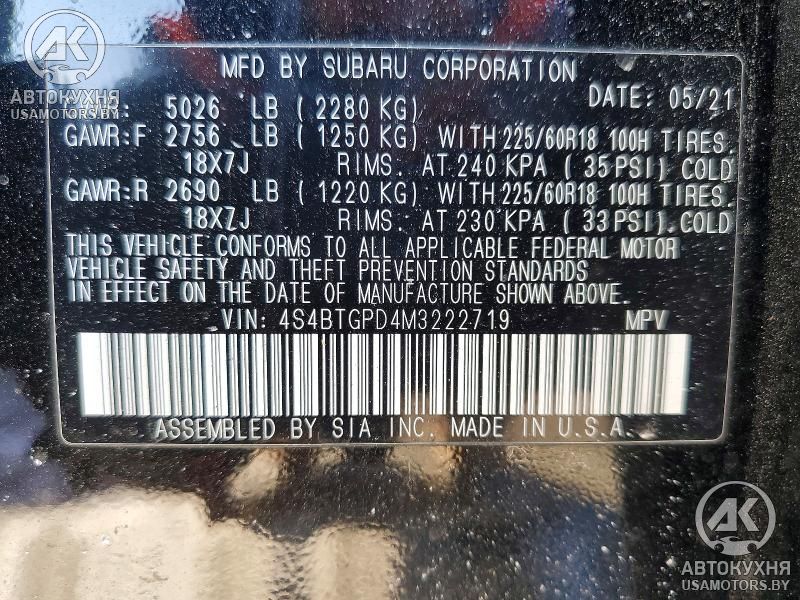 AK
АВТОКУХНЯ
USAMOTORS.BY
MFD BY SUBARU CORPORATION
5026 LB (2280 KG) DATE: 05/21
GAWR:F 2756 LB (1250 KG) WITH 225/60R18 100H TIRES.
18X7J RIMS. AT 240 KPA (35PSI) COLD
GAWR:R 2690 LB (1220 KG) WITH 225/60R18 100H TIRES.
18X7J RIMS. AT 230 KPA (33PSI) COLD
THIS VEHICLE CONFORMS TO ALL APPLICABLE FEDERAL MOTOR
VEHICLE SAFETY AND THEFT PREVENTION STANDARDS
IN EFFECT ON THE DATE OF MANUFACTURE SHOWN ABOVE.
VIN: 4S4BTGPD4M3222719 MPV
ASSEMBLED BY SIA INC. MADE IN U.S.A.
AK
АВТОКУХНЯ
USAMOTORS.BY